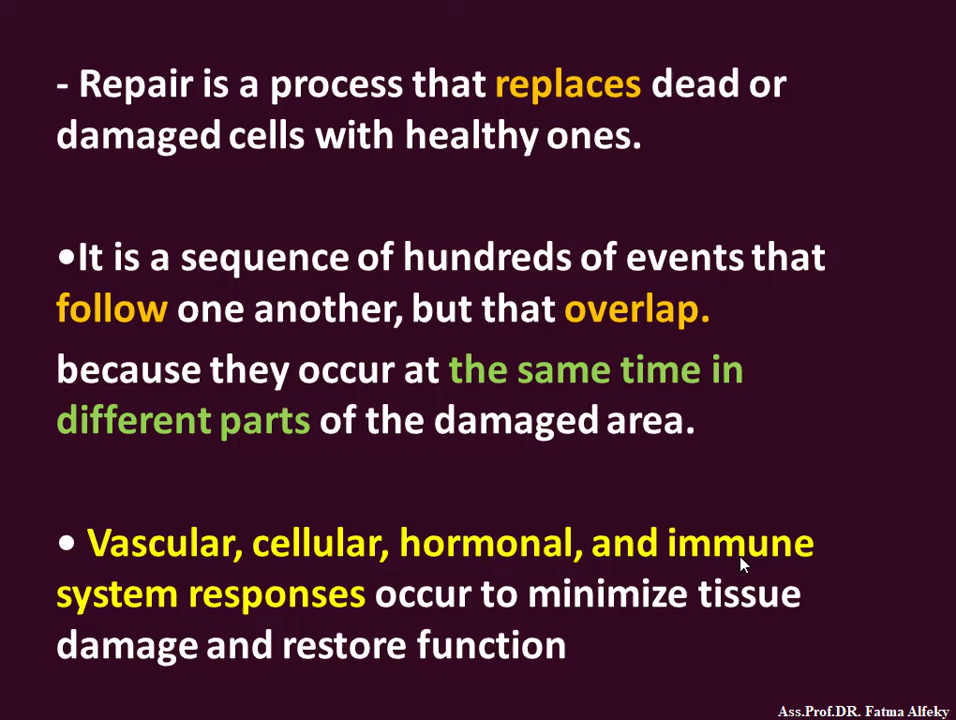 - Repair is a process that replaces dead or
damaged cells with healthy ones.
•It is a sequence of hundreds of events that
follow one another, but that overlap.
because they occur at the same time in
different parts of the damaged area.
• Vascular, cellular, hormonal, and immune
system responses occur to minimize tissue
damage and restore function
Ass.Prof.DR. Fatma Alfeky